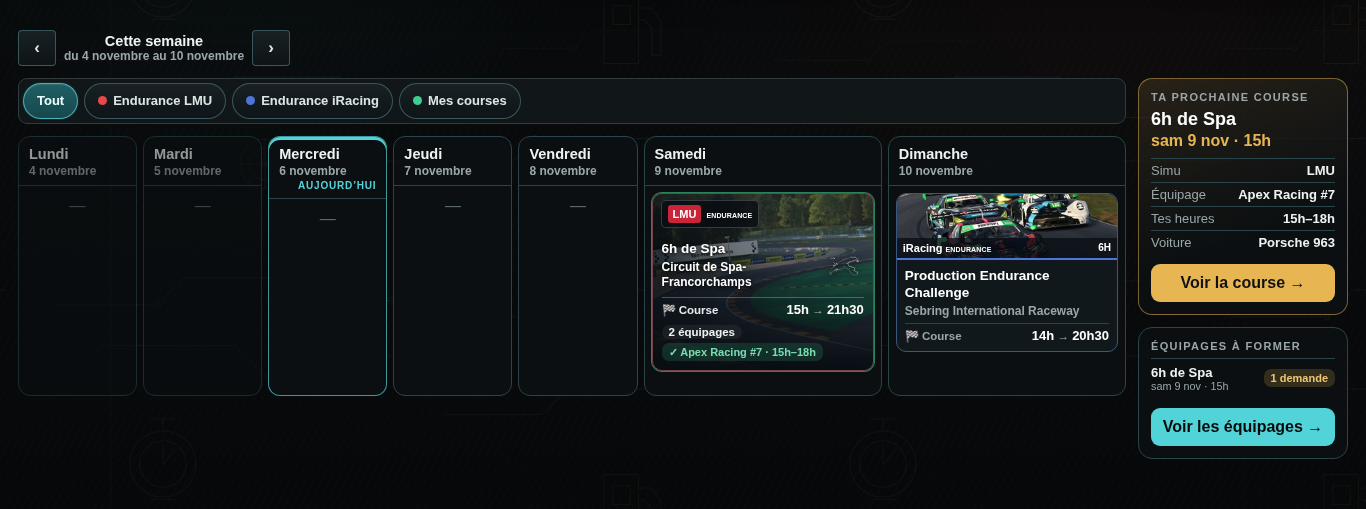 ‹
Cette semaine
du 4 novembre au 10 novembre
›
Tout
Endurance LMU
Endurance iRacing
Mes courses
Lundi
4 novembre
—
Mardi
5 novembre
—
Mercredi
6 novembre
AUJOURD'HUI
—
Jeudi
7 novembre
—
Vendredi
8 novembre
—
Samedi
9 novembre
LMU ENDURANCE
6h de Spa
Circuit de Spa-
Francorchamps
🏁 Course 15h → 21h30
2 équipages
✓ Apex Racing #7 · 15h–18h
Dimanche
10 novembre
iRacing ENDURANCE 6H
Production Endurance
Challenge
Sebring International Raceway
🏁 Course 14h → 20h30
TA PROCHAINE COURSE
6h de Spa
sam 9 nov · 15h
Simu LMU
Équipage Apex Racing #7
Tes heures 15h–18h
Voiture Porsche 963
Voir la course →
ÉQUIPAGES À FORMER
6h de Spa
sam 9 nov · 15h
1 demande
Voir les équipages →